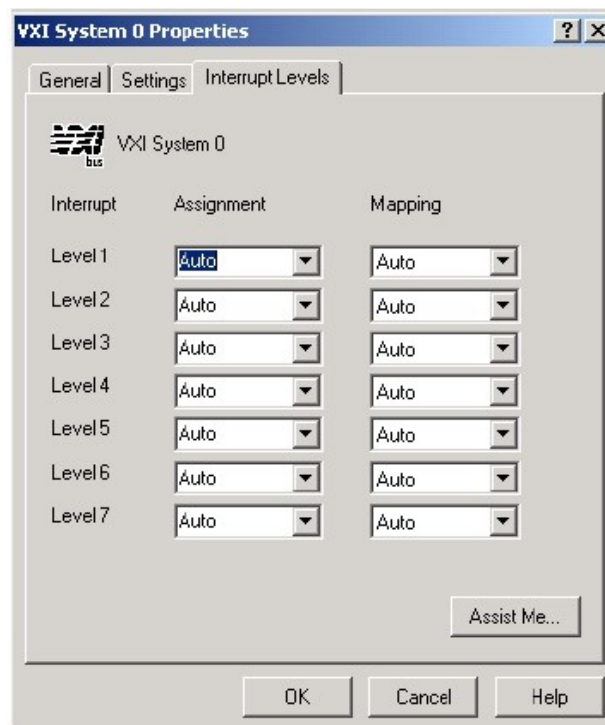 VXI System 0 Properties
? X
General Settings Interrupt Levels
VXI bus VXI System 0
Interrupt Assignment Mapping
Level 1 Auto Auto
Level 2 Auto Auto
Level 3 Auto Auto
Level 4 Auto Auto
Level 5 Auto Auto
Level 6 Auto Auto
Level 7 Auto Auto
Assist Me...
OK Cancel Help